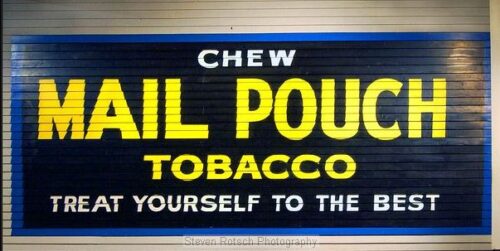 CHEW
MAIL POUCH
TOBACCO
TREAT YOURSELF TO THE BEST
Steven Rotsch Photography